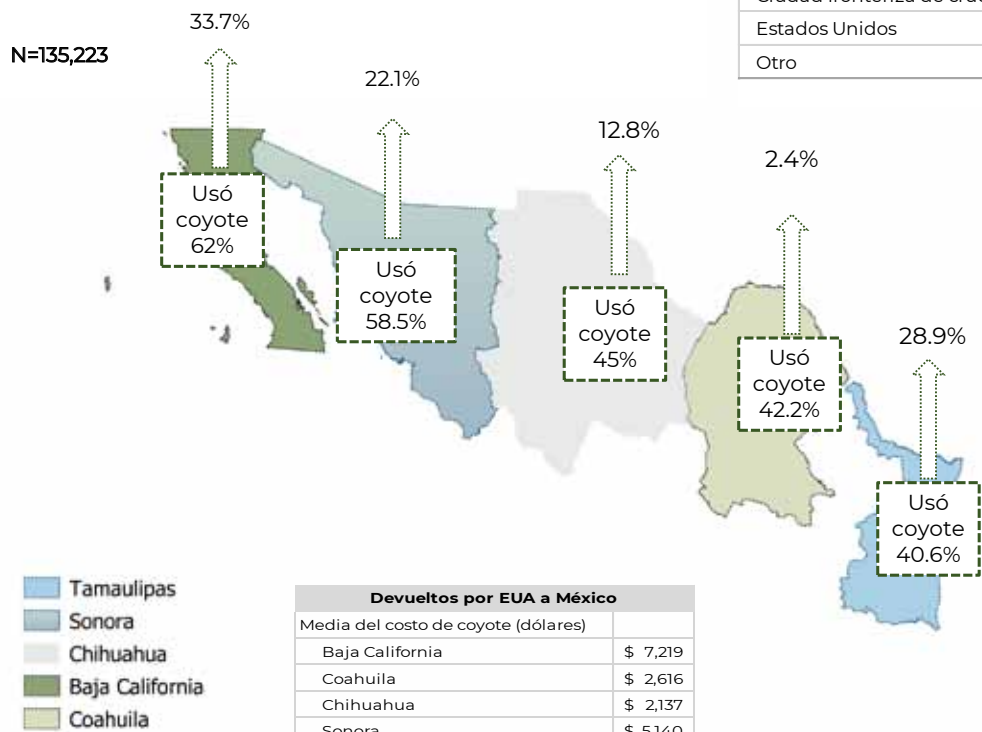 33.7%
N=135,223
22.1%
12.8%
2.4%
28.9%
Estados Unidos
Otro
Usó
coyote
62%
Usó
coyote
58.5%
Usó
coyote
45%
Usó
coyote
42.2%
Usó
coyote
40.6%
Tamaulipas
Sonora
Chihuahua
Baja California
Coahuila
Devueltos por EUA a México
Media del costo de coyote (dólares)
Baja California $ 7,219
Coahuila $ 2,616
Chihuahua $ 2,137
Sonora $ 5,140